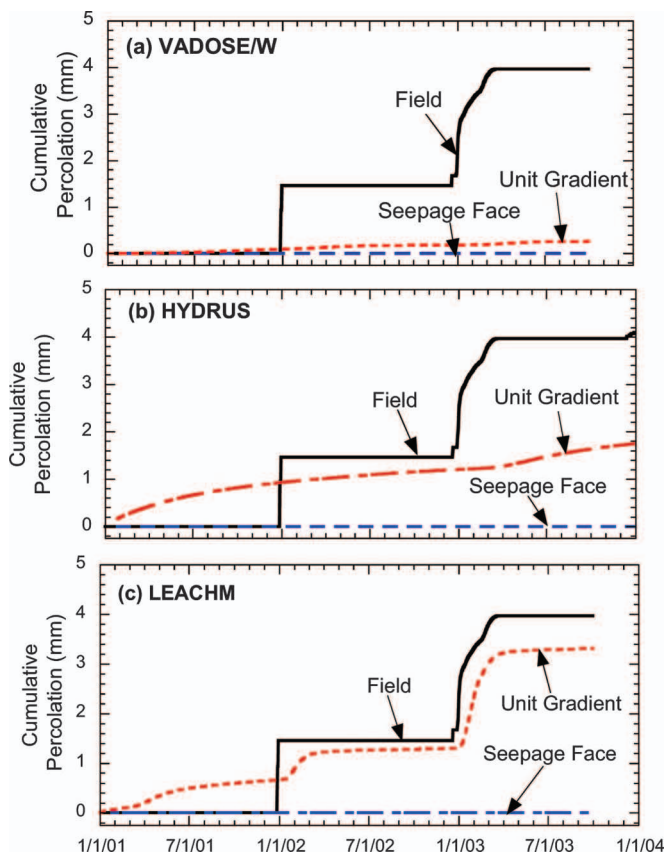 5
(a) VADOSE/W
4
Field
3
Unit Gradient
2
Seepage Face
1
0
Cumulative
Percolation (mm)
5
(b) HYDRUS
4
Field
3
Unit Gradient
2
Seepage Face
1
0
Cumulative
Percolation (mm)
5
(c) LEACHM
4
Field
3
Unit Gradient
2
Seepage Face
1
0
Cumulative
Percolation (mm)
1/1/01 7/1/01 1/1/02 7/1/02 1/1/03 7/1/03 1/1/04